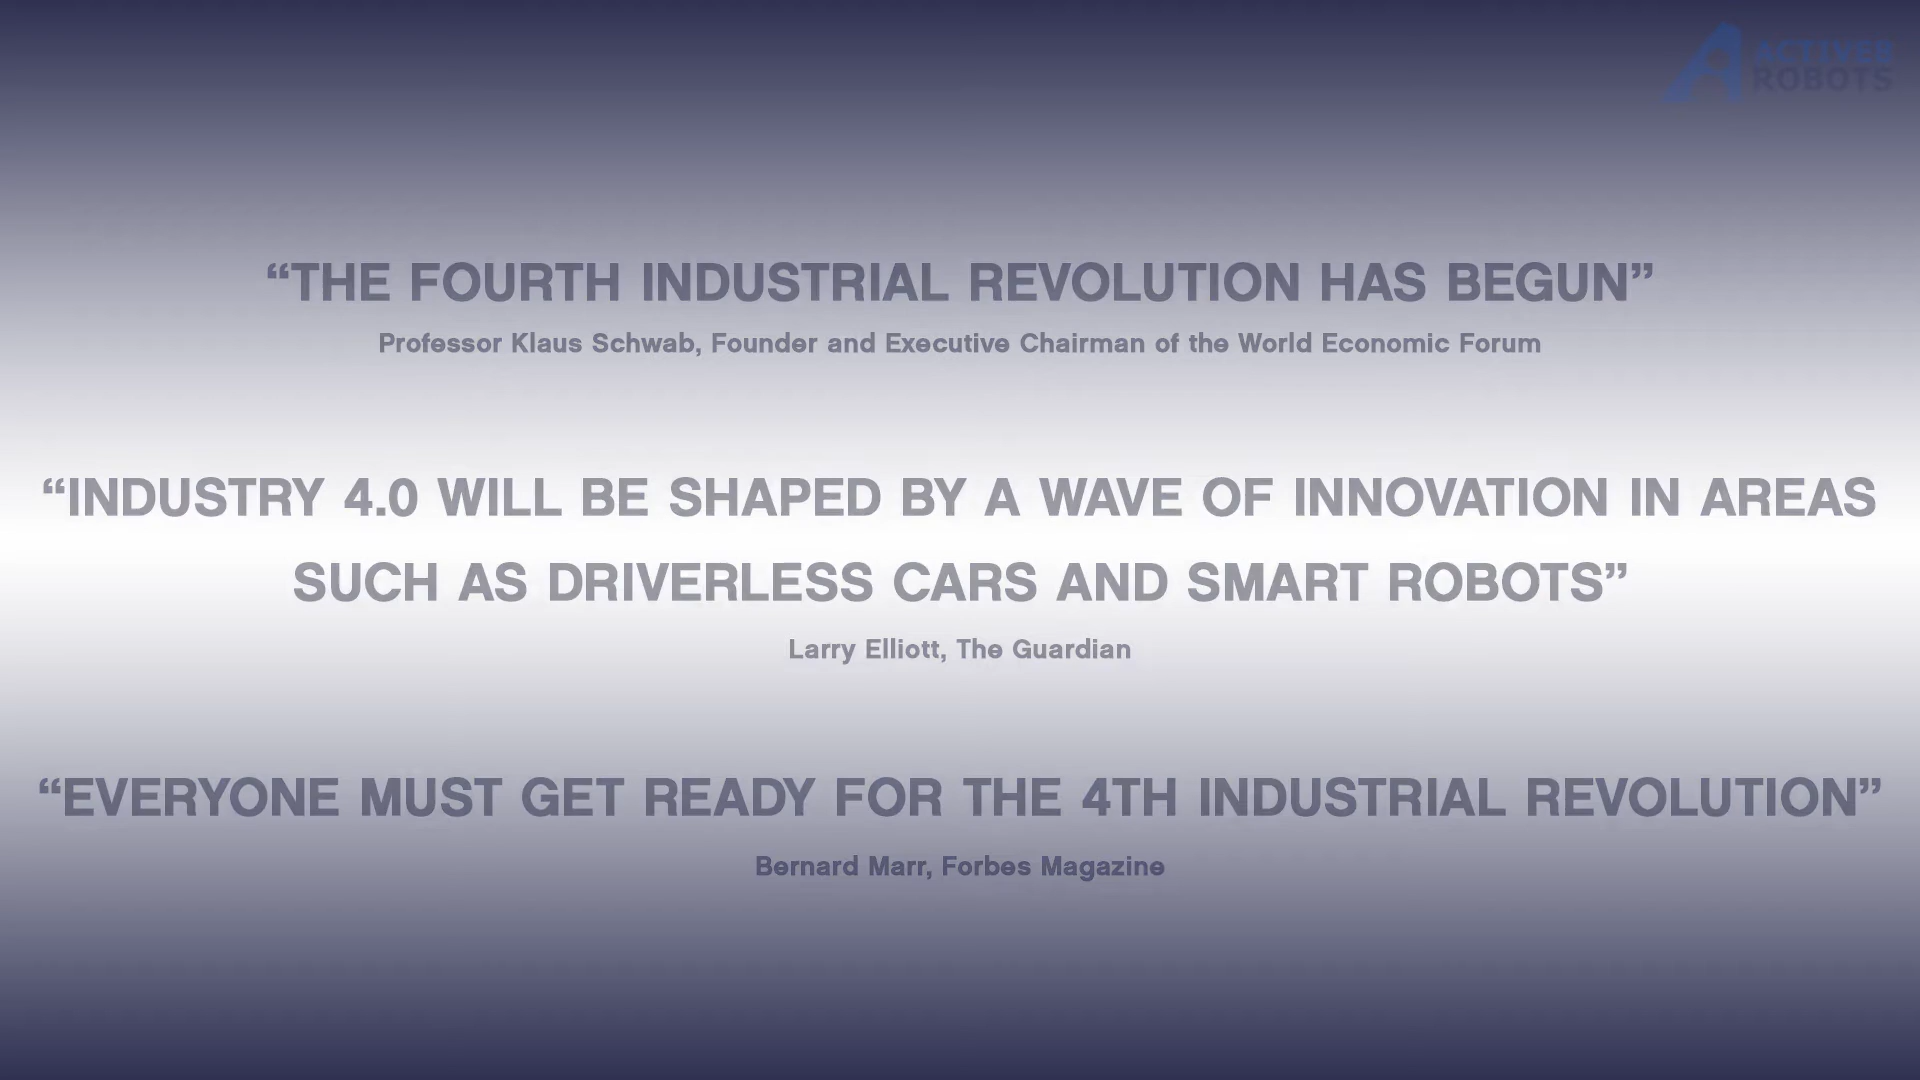 ACTIVE8
ROBOTS
“THE FOURTH INDUSTRIAL REVOLUTION HAS BEGUN”
Professor Klaus Schwab, Founder and Executive Chairman of the World Economic Forum
“INDUSTRY 4.0 WILL BE SHAPED BY A WAVE OF INNOVATION IN AREAS
SUCH AS DRIVERLESS CARS AND SMART ROBOTS”
Larry Elliott, The Guardian
“EVERYONE MUST GET READY FOR THE 4TH INDUSTRIAL REVOLUTION”
Bernard Marr, Forbes Magazine